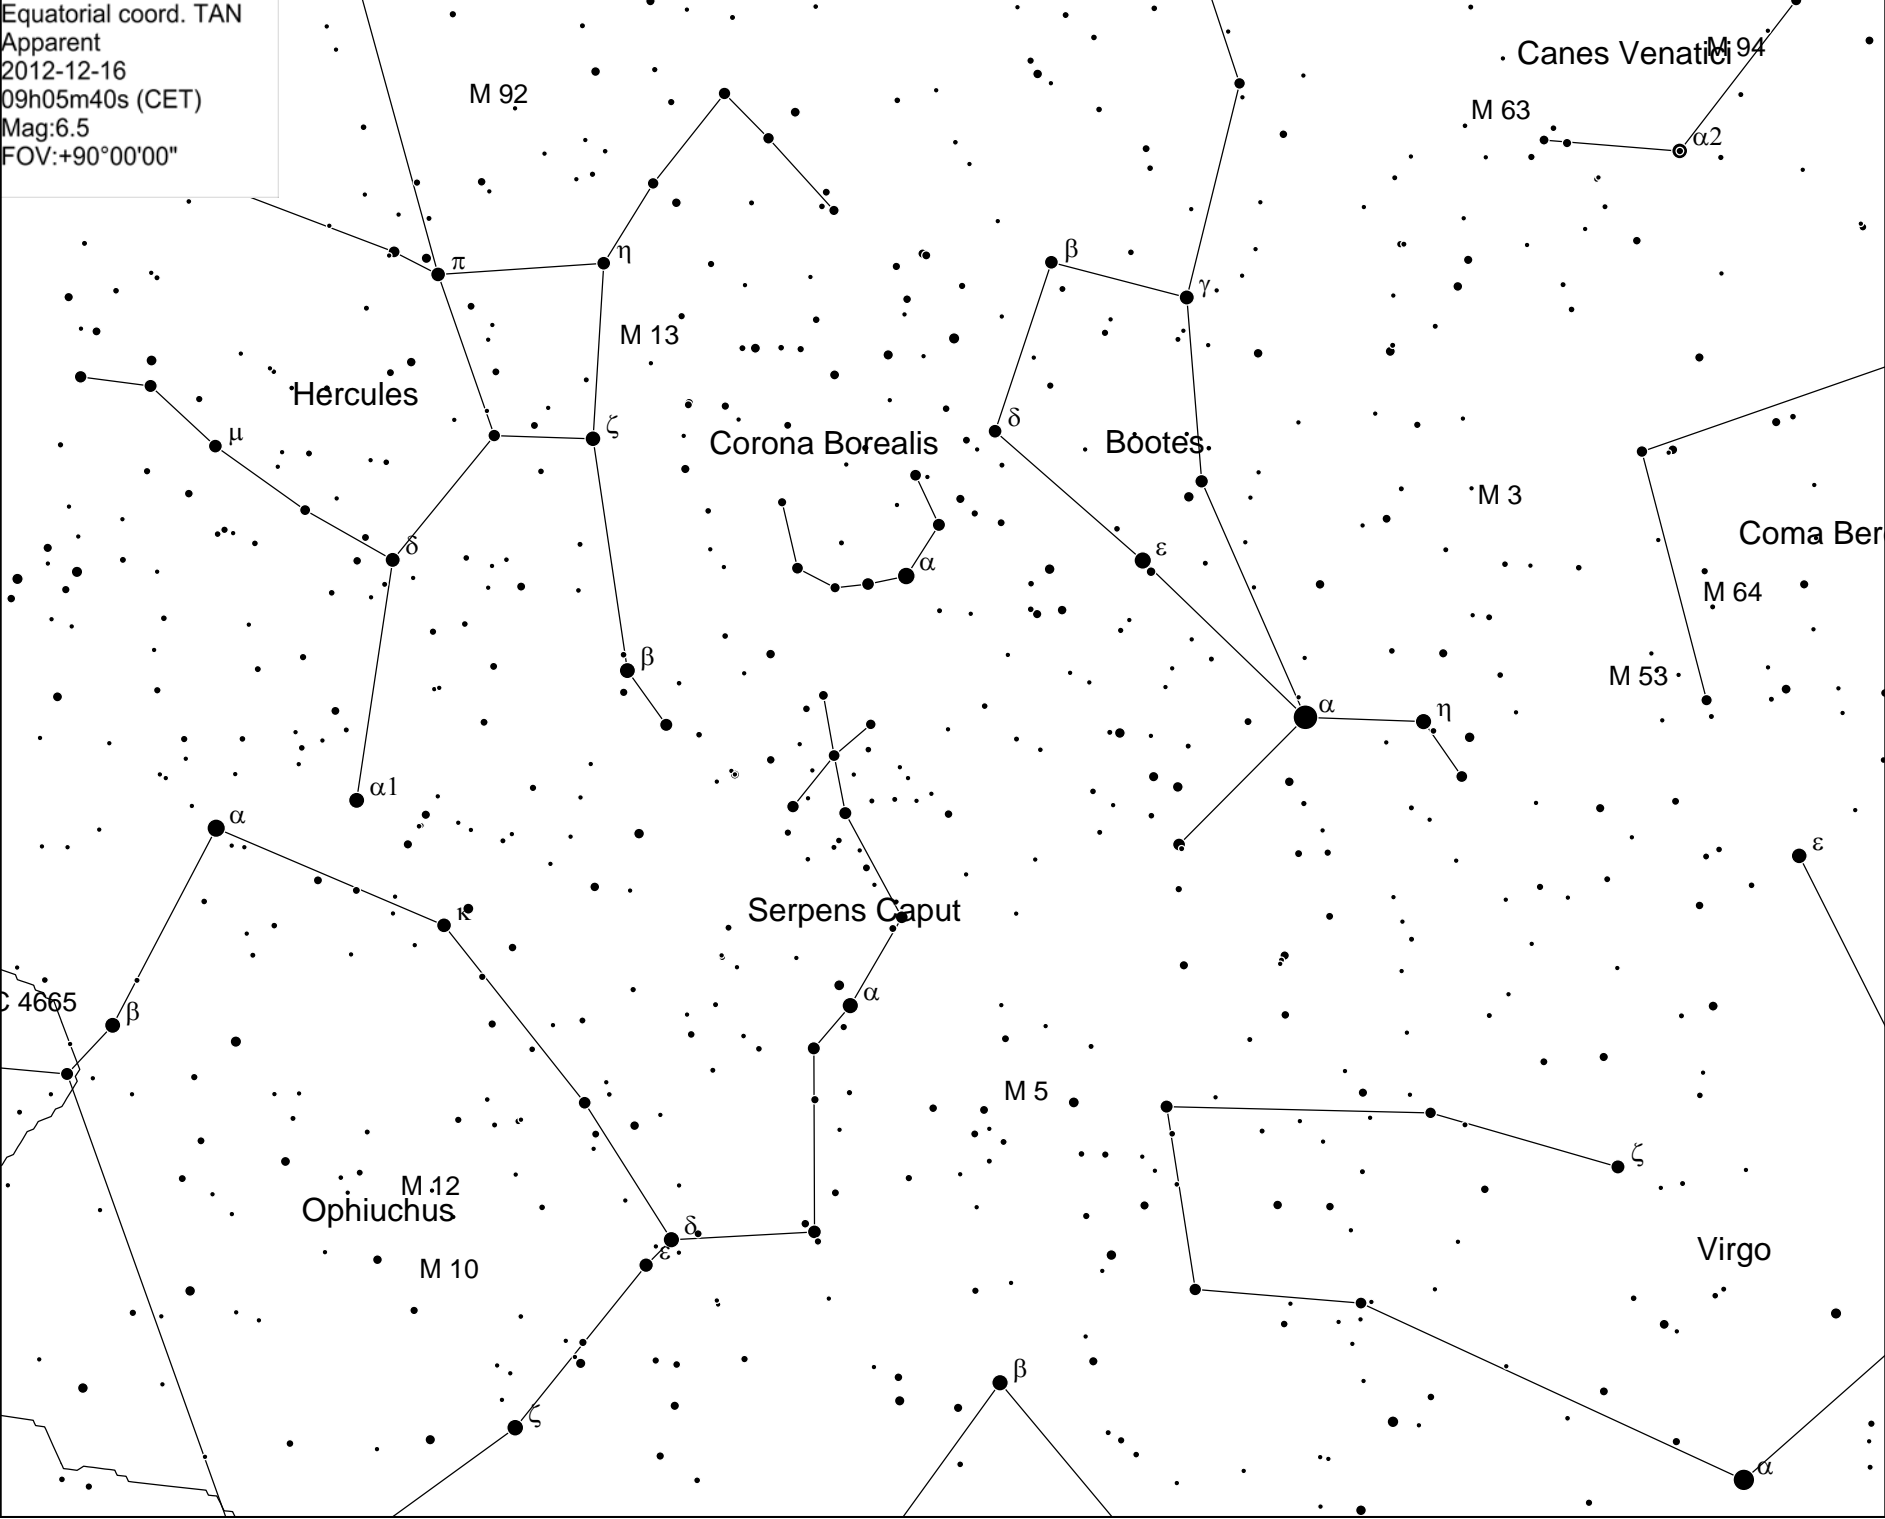 Equatorial coord. TAN
Apparent
2012-12-16
09h05m40s (CET)
Mag:6.5
FOV:+90°00'00"
Canes Venatici
M 94
M 92
M 63
α2
π
η
β
γ
M 13
Hercules
μ
ζ
δ
Corona Borealis
Bootes
M 3
Coma Ber
δ
α
ε
M 64
β
M 53
α
η
α1
α
ε
κ
Serpens Caput
C 4665
β
α
M 5
ζ
M 12
Ophiuchus
δ
ε
M 10
Virgo
β
ζ
α